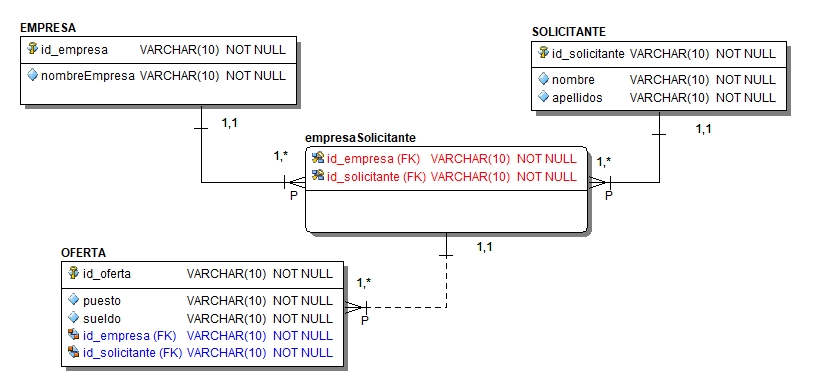 EMPRESA
id_empresa VARCHAR(10) NOT NULL
nombreEmpresa VARCHAR(10) NOT NULL
1,1
SOLICITANTE
id_solicitante VARCHAR(10) NOT NULL
nombre VARCHAR(10) NOT NULL
apellidos VARCHAR(10) NOT NULL
1,1
empresaSolicitante
id_empresa (FK) VARCHAR(10) NOT NULL
id_solicitante (FK) VARCHAR(10) NOT NULL
1,*
P
1,*
P
1,1
OFERTA
id_oferta VARCHAR(10) NOT NULL
puesto VARCHAR(10) NOT NULL
sueldo VARCHAR(10) NOT NULL
id_empresa (FK) VARCHAR(10) NOT NULL
id_solicitante (FK) VARCHAR(10) NOT NULL
1,*
P